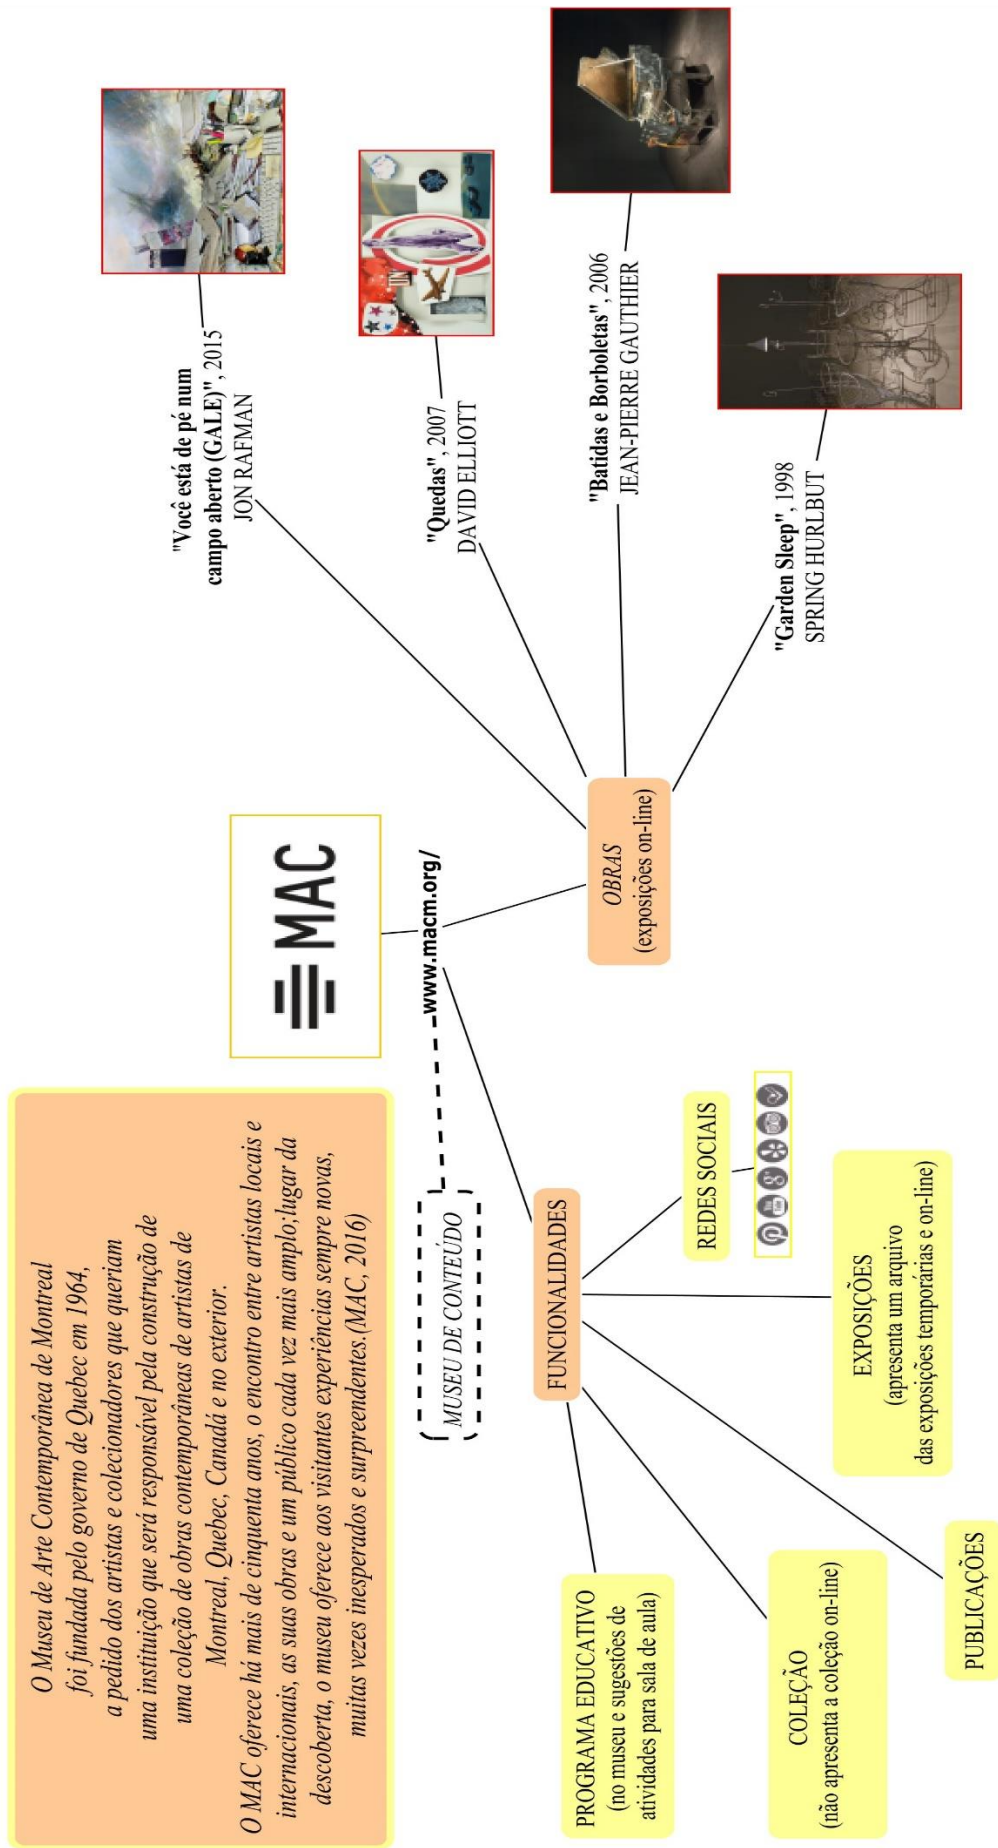 O Museu de Arte Contemporânea de Montreal
foi fundada pelo governo de Quebec em 1964,
a pedido dos artistas e colecionadores que queriam
uma instituição que será responsável pela construção de
uma coleção de obras contemporâneas de artistas de
Montreal, Quebec, Canadá e no exterior.
O MAC oferece há mais de cinquenta anos, o encontro entre artistas locais e
internacionais, as suas obras e um público cada vez mais amplo;lugar da
descoberta, o museu oferece aos visitantes experiências sempre novas,
muitas vezes inesperados e surpreendentes.(MAC, 2016)
MAC
MUSEU DE CONTEÚDO
www.macm.org/
FUNCIONALIDADES
PROGRAMA EDUCATIVO
(no museu e sugestões de
atividades para sala de aula)
COLEÇÃO
(não apresenta a coleção on-line)
PUBLICAÇÕES
EXPOSIÇÕES
(apresenta um arquivo
das exposições temporárias e on-line)
REDES SOCIAIS
OBRAS
(exposições on-line)
"Você está de pé num
campo aberto (GALE)", 2015
JON RAFMAN
"Quedas", 2007
DAVID ELLIOTT
"Batidas e Borboletas", 2006
JEAN-PIERRE GAUTHIER
"Garden Sleep", 1998
SPRING HURLBUT